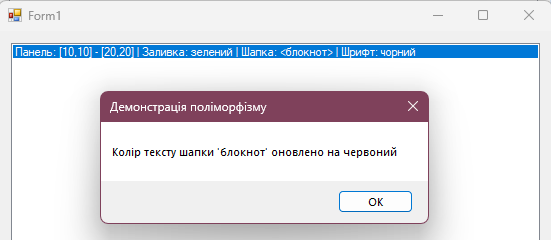 Form1
Панель: [10,10] - [20,20] | Заливка: зелений | Шапка: <блокнот> | Шрифт: чорний
Демонстрація поліморфізму
Колір тексту шапки 'блокнот' оновлено на червоний
OK